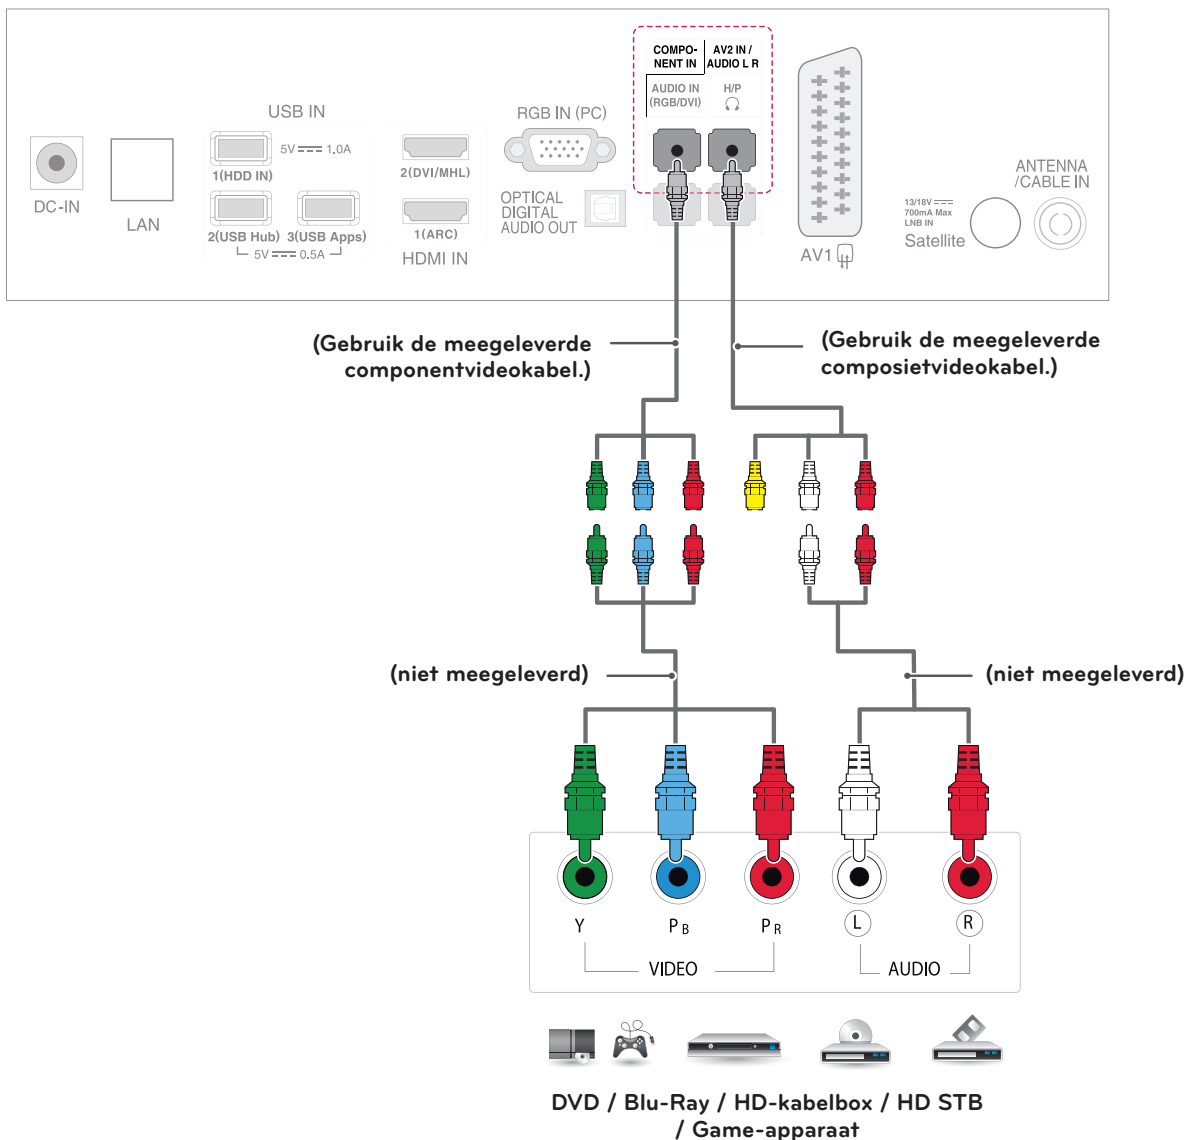 COMPO-
NENT IN
AV2 IN /
AUDIO L R
AUDIO IN
(RGB/DVI)
H/P
USB IN
5V 1.0A
1(HDD IN)
2(USB Hub) 3(USB Apps)
5V 0.5A
DC-IN
LAN
2(DVI/MHL)
1(ARC)
HDMI IN
RGB IN (PC)
OPTICAL
DIGITAL
AUDIO OUT
AV1
13/18V
700mA Max
LNB IN
Satellite
ANTENNA
/CABLE IN
(Gebruik de meegeleverde
componentvideokabel.)
(Gebruik de meegeleverde
composietvideokabel.)
(niet meegeleverd)
(niet meegeleverd)
Y PB PR L R
VIDEO AUDIO
DVD / Blu-Ray / HD-kabelbox / HD STB
/ Game-apparaat